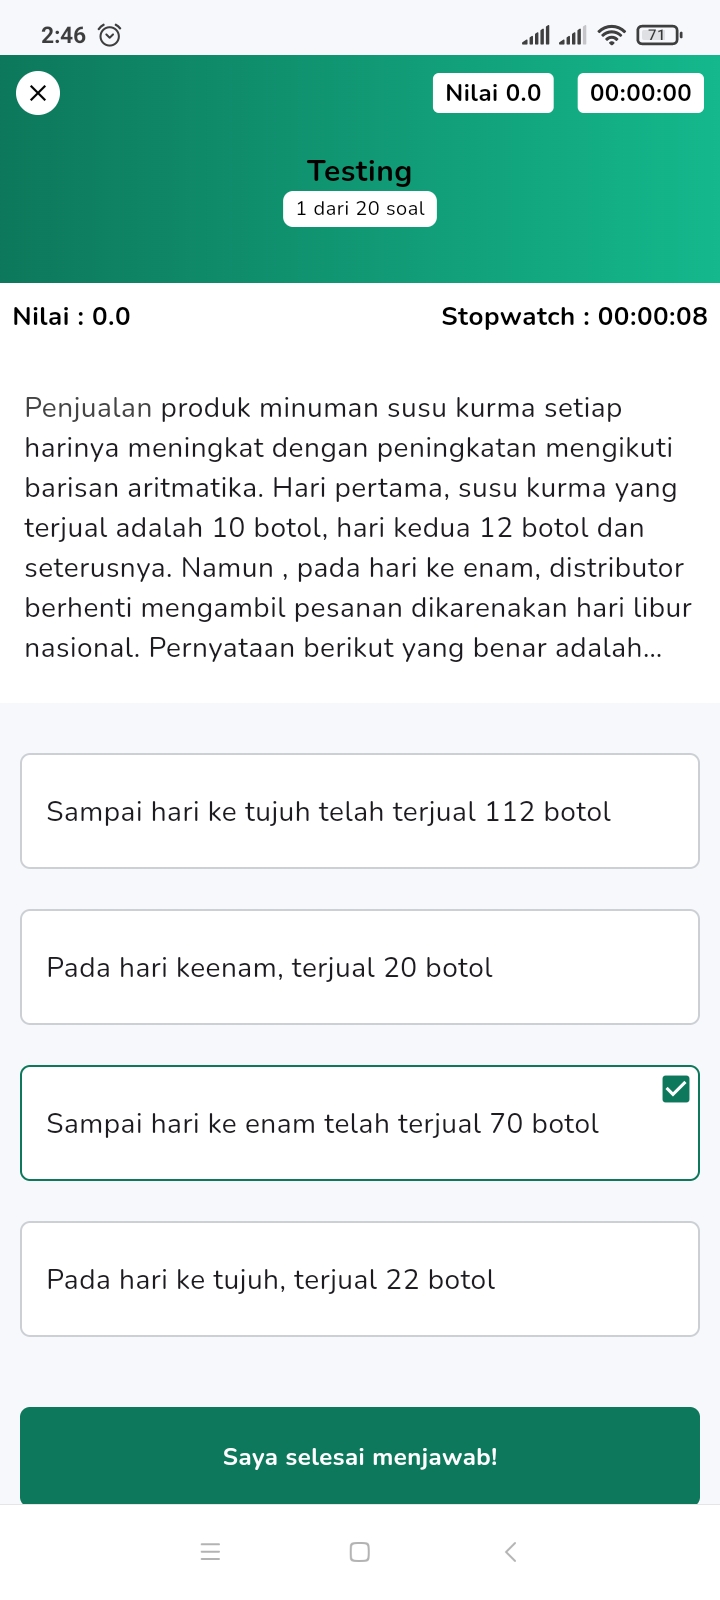 2:46
71
Nilai 0.0
00:00:00
Testing
1 dari 20 soal
Nilai : 0.0
Stopwatch : 00:00:08
Penjualan produk minuman susu kurma setiap
harinya meningkat dengan peningkatan mengikuti
barisan aritmatika. Hari pertama, susu kurma yang
terjual adalah 10 botol, hari kedua 12 botol dan
seterusnya. Namun , pada hari ke enam, distributor
berhenti mengambil pesanan dikarenakan hari libur
nasional. Pernyataan berikut yang benar adalah...
Sampai hari ke tujuh telah terjual 112 botol
Pada hari keenam, terjual 20 botol
Sampai hari ke enam telah terjual 70 botol
Pada hari ke tujuh, terjual 22 botol
Saya selesai menjawab!